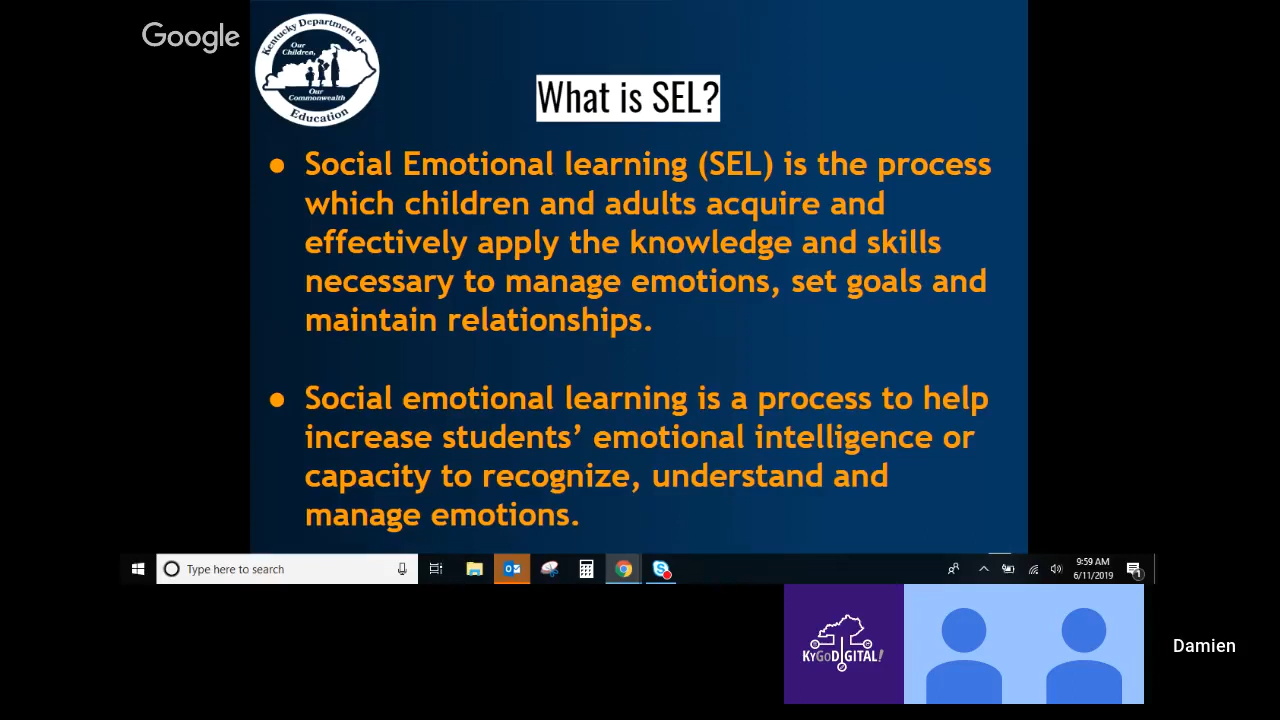 Google
Kentucky Department of
Our
Children,
Our
Commonwealth
Education
What is SEL?
● Social Emotional learning (SEL) is the process
which children and adults acquire and
effectively apply the knowledge and skills
necessary to manage emotions, set goals and
maintain relationships.
● Social emotional learning is a process to help
increase students’ emotional intelligence or
capacity to recognize, understand and
manage emotions.
Type here to search
9:59 AM
6/11/2019
1
KYGODIGITAL!
Damien